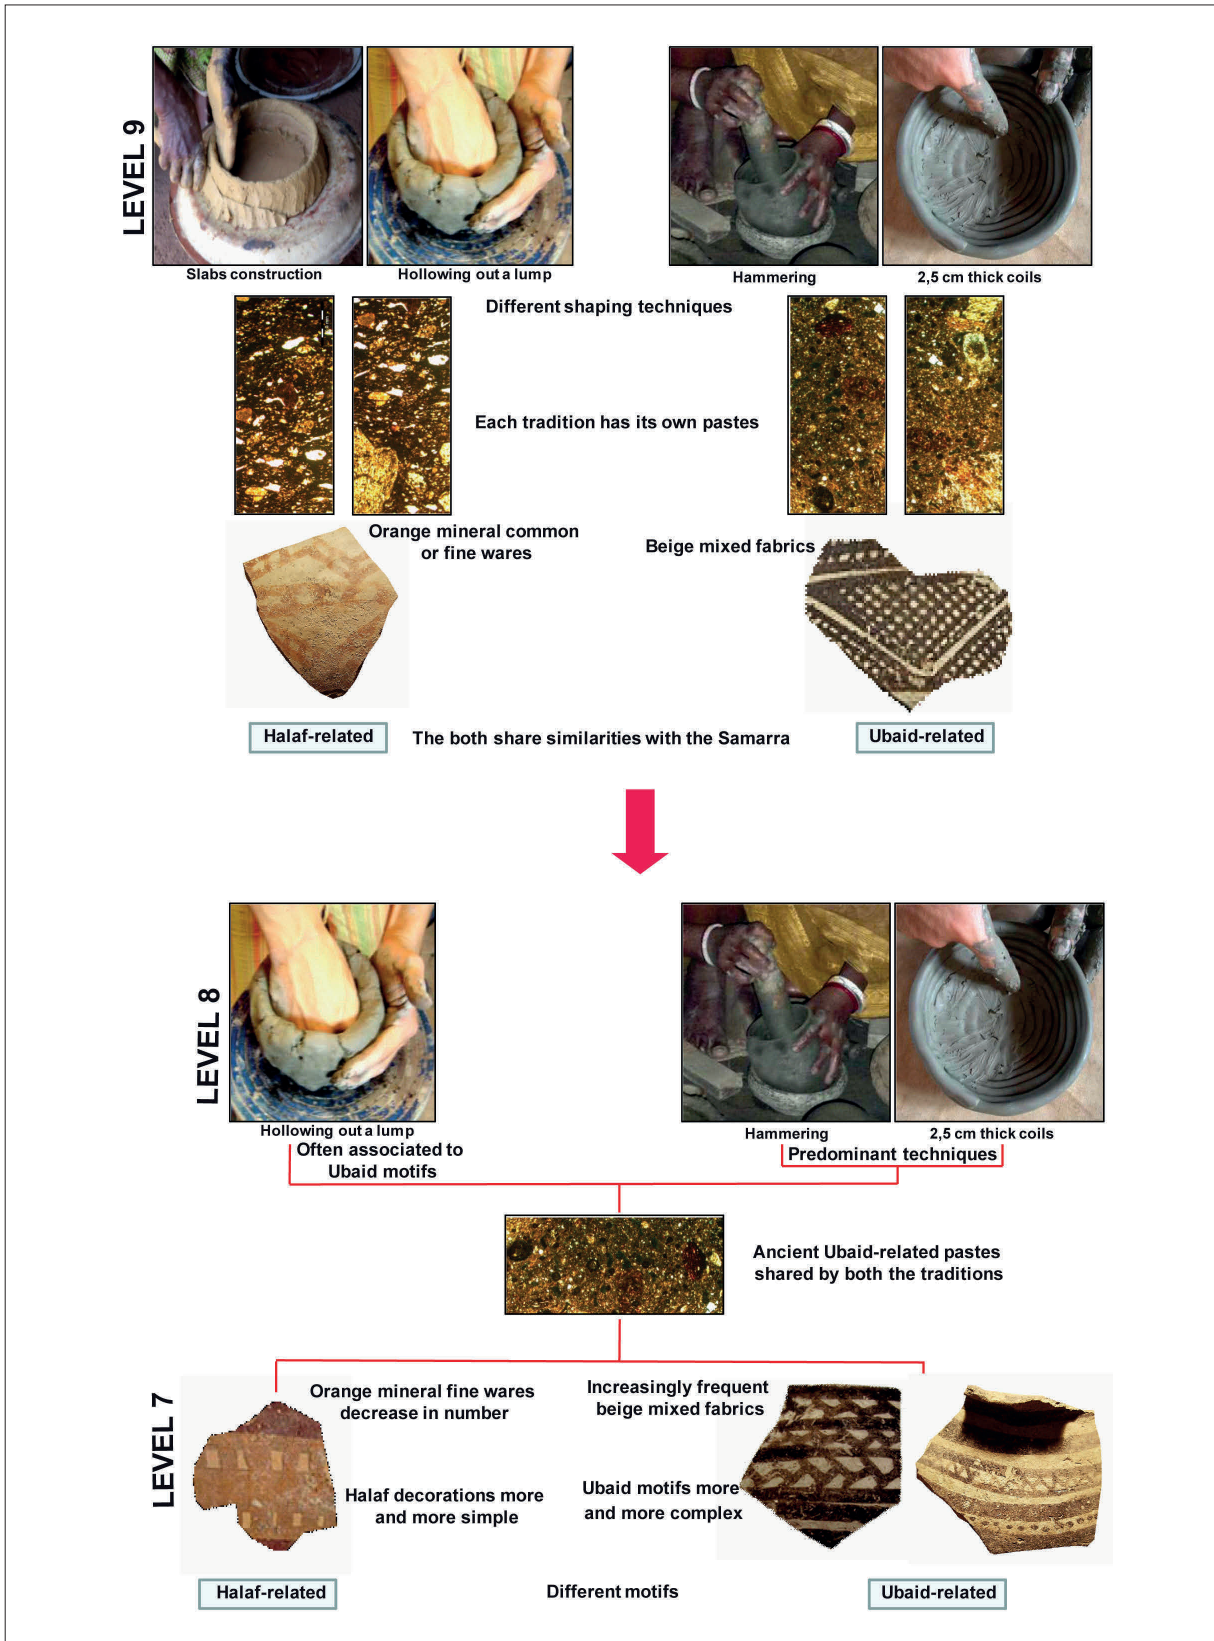 LEVEL 9
Slabs construction
Hollowing out a lump
Hammering
2,5 cm thick coils
Different shaping techniques
Each tradition has its own pastes
Orange mineral common
or fine wares
Beige mixed fabrics
Halaf-related
The both share similarities with the Samarra
Ubaid-related
LEVEL 8
Hollowing out a lump
Hammering
2,5 cm thick coils
Often associated to
Ubaid motifs
Predominant techniques
Ancient Ubaid-related pastes
shared by both the traditions
LEVEL 7
Orange mineral fine wares
decrease in number
Increasingly frequent
beige mixed fabrics
Halaf decorations more
and more simple
Ubaid motifs more
and more complex
Halaf-related
Different motifs
Ubaid-related